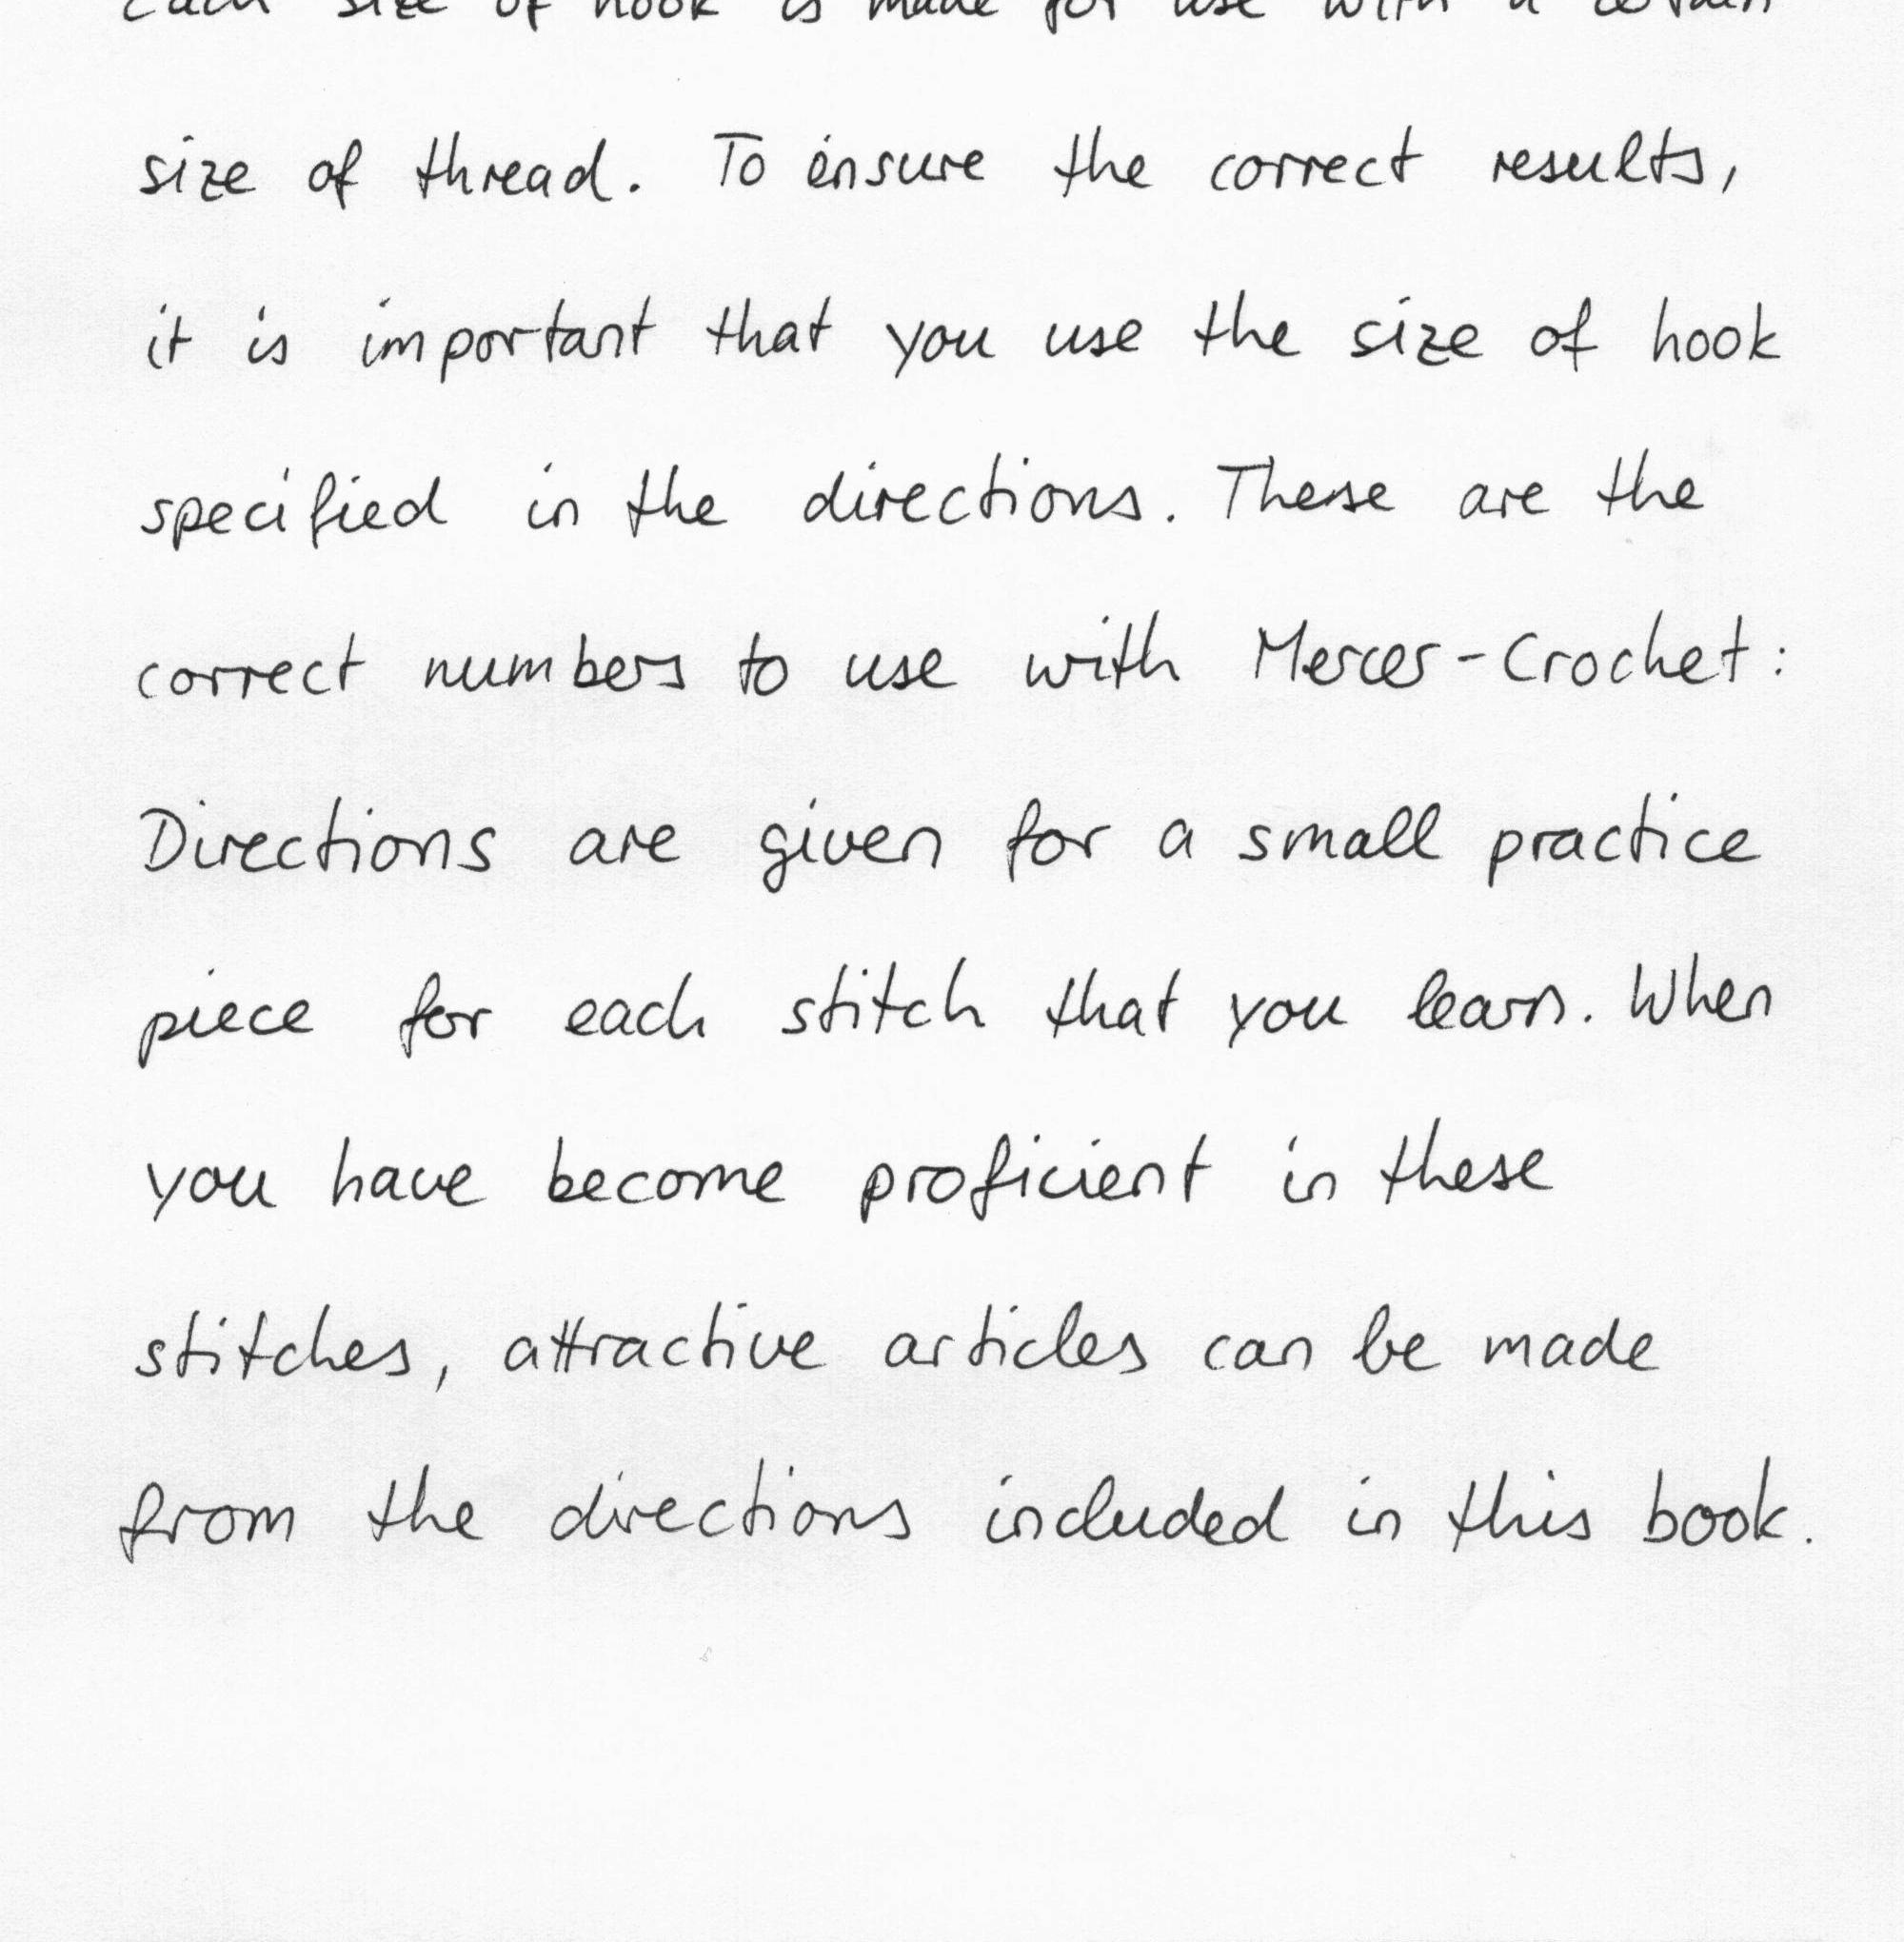 Each size of hook is made for use with a certain
size of thread. To ensure the correct results,
it is important that you use the size of hook
specified in the directions. These are the
correct numbers to use with Mercer-Crochet:
Directions are given for a small practice
piece for each stitch that you learn. When
you have become proficient in these
stitches, attractive articles can be made
from the directions included in this book.